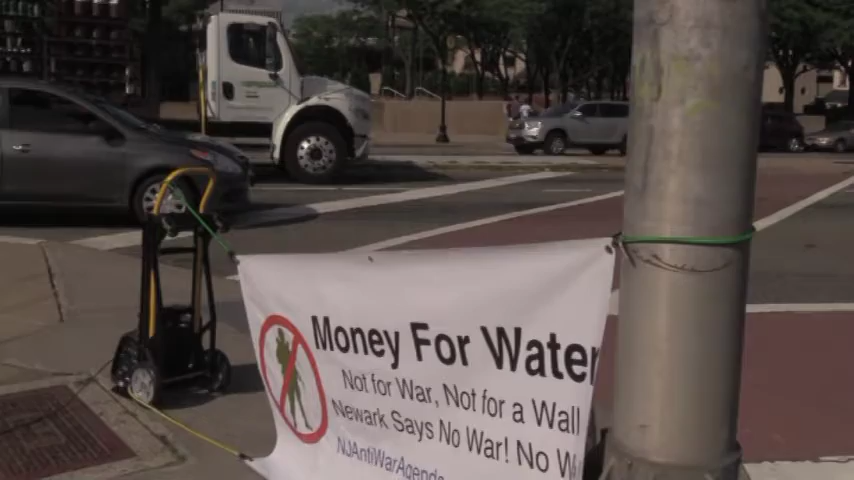 Money For Water
Not for War, Not for a Wall
Newark Says No War! No
NJAntiWarAgenda